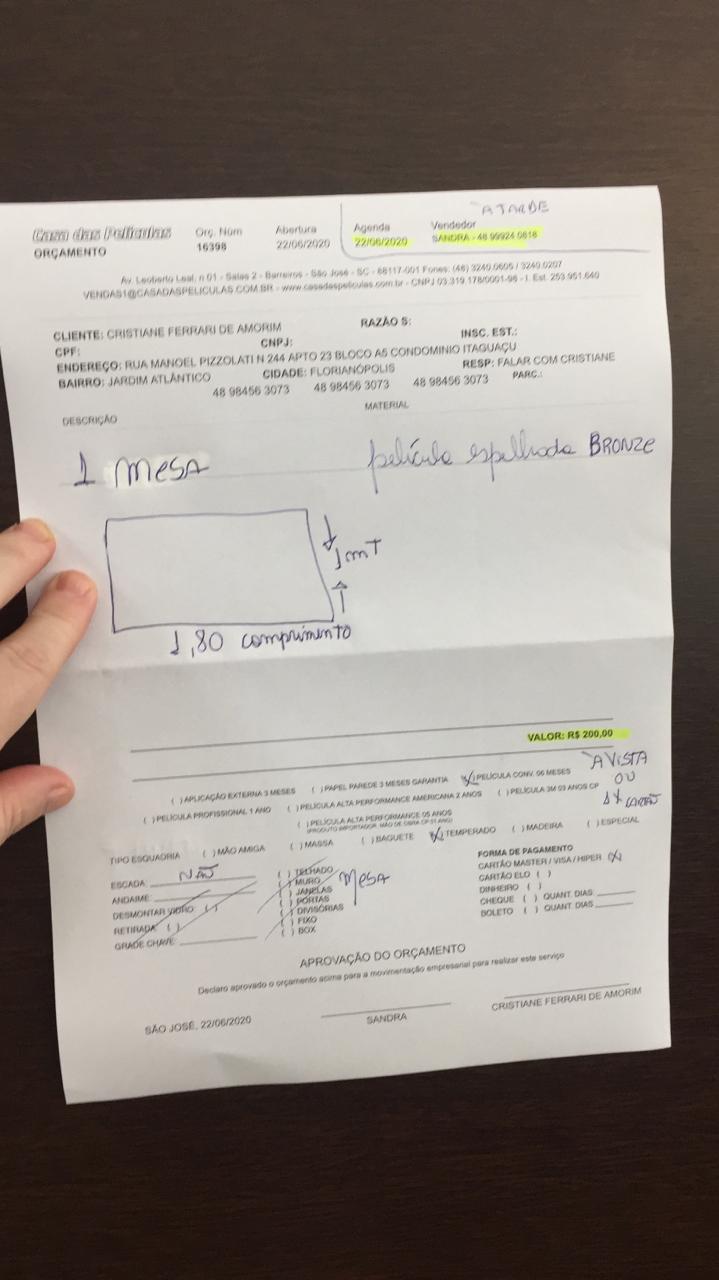 À TARDE
Casa das Películas Orç. Núm Abertura Agenda Vendedor
ORÇAMENTO 16398 22/06/2020 22/06/2020 SANDRA - 48 99924 0618
Av. Leoberto Leal, n 01 - Salas 2 - Barreiros - São José - SC - 88117-001 Fones: (48) 3240.0605 / 3240.0207
VENDAS1@CASADASPELICULAS.COM.BR - www.casadaspeliculas.com.br - CNPJ 03.319.178/0001-96 - I. Est. 253.951.640
CLIENTE: CRISTIANE FERRARI DE AMORIM RAZÃO S:
CPF: CNPJ: INSC. EST.:
ENDEREÇO: RUA MANOEL PIZZOLATI N 244 APTO 23 BLOCO A5 CONDOMINIO ITAGUAÇU
BAIRRO: JARDIM ATLÂNTICO CIDADE: FLORIANÓPOLIS RESP: FALAR COM CRISTIANE
48 98456 3073 48 98456 3073 48 98456 3073 PARC.:
DESCRIÇÃO MATERIAL
1 MESA película espelhada BRONZE
1 mT
1,80 comprimento
VALOR: R$ 200,00
À VISTA
OU
1X CARTÃO
( ) APLICAÇÃO EXTERNA 3 MESES ( ) PAPEL PAREDE 3 MESES GARANTIA (X) PELÍCULA CONV. 06 MESES
( ) PELÍCULA PROFISSIONAL 1 ANO ( ) PELÍCULA ALTA PERFORMANCE AMERICANA 2 ANOS ( ) PELÍCULA 3M 03 ANOS CP
( ) PELÍCULA ALTA PERFORMANCE 05 ANOS
TIPO ESQUADRIA ( ) MÃO AMIGA ( ) MASSA ( ) BAGUETE (X) TEMPERADO ( ) MADEIRA ( ) ESPECIAL
ESCADA: NÃO
ANDAIME:
DESMONTAR VIDRO: ( )
RETIRADA: ( )
GRADE CHAVE:
( ) TELHADO
( ) MURO
( ) JANELAS
( ) PORTAS
( ) DIVISÓRIAS
( ) FIXO
( ) BOX
MESA
FORMA DE PAGAMENTO
CARTÃO MASTER / VISA / HIPER (X)
CARTÃO ELO ( )
DINHEIRO ( )
CHEQUE ( ) QUANT. DIAS
BOLETO ( ) QUANT. DIAS
APROVAÇÃO DO ORÇAMENTO
Declaro aprovado o orçamento acima para a movimentação empresarial para realizar este serviço
SÃO JOSÉ, 22/06/2020 SANDRA CRISTIANE FERRARI DE AMORIM